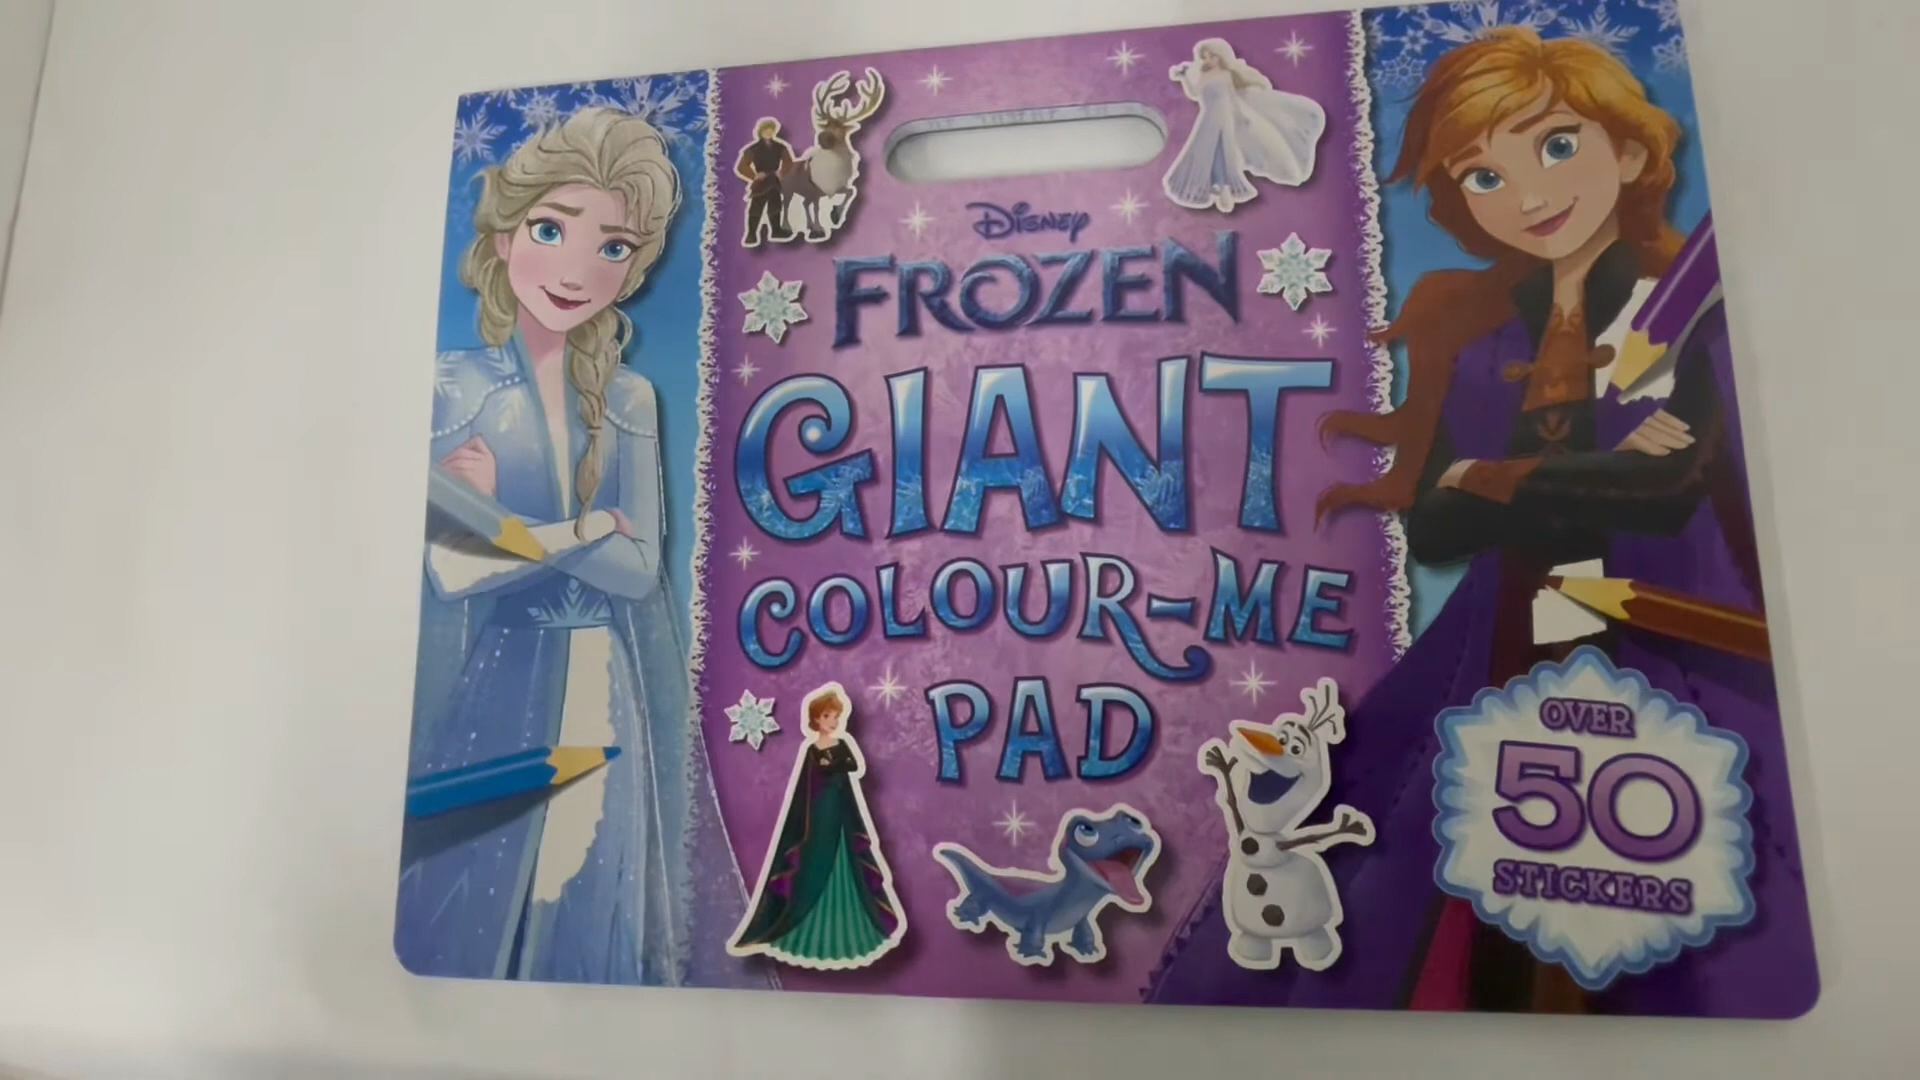 Disney
FROZEN
GIANT
COLOUR-ME
PAD
OVER
50
STICKERS